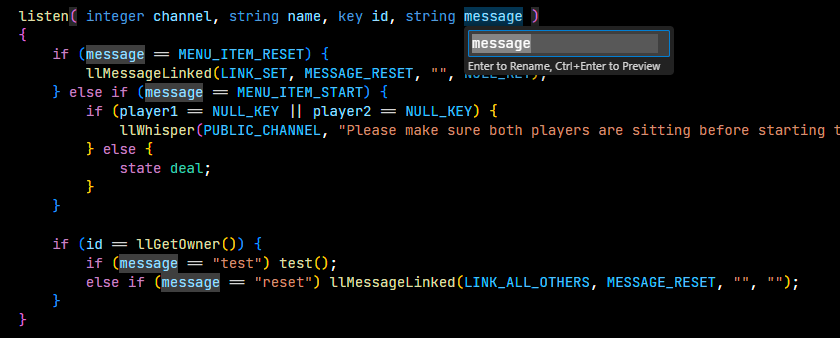 listen( integer channel, string name, key id, string message )
{
message
if (message == MENU_ITEM_RESET) {
llMessageLinked(LINK_SET, MESSAGE_RESET, "", NULL_KEY);
Enter to Rename, Ctrl+Enter to Preview
} else if (message == MENU_ITEM_START) {
if (player1 == NULL_KEY || player2 == NULL_KEY) {
llWhisper(PUBLIC_CHANNEL, "Please make sure both players are sitting before starting t
} else {
state deal;
}
}
if (id == llGetOwner()) {
if (message == "test") test();
else if (message == "reset") llMessageLinked(LINK_ALL_OTHERS, MESSAGE_RESET, "", "");
}
}